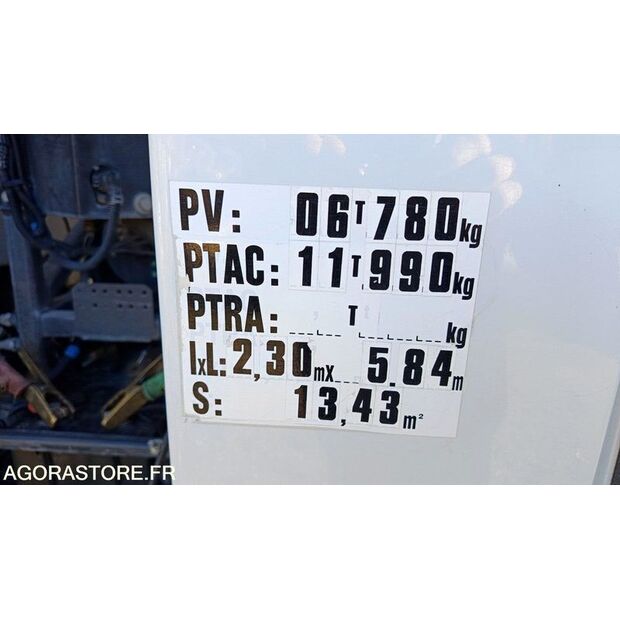 PV: 06T780kg
PTAC: 11T990kg
PTRA: T kg
lxL: 2,30mx 5.84m
S: 13,43m²
AGORASTORE.FR